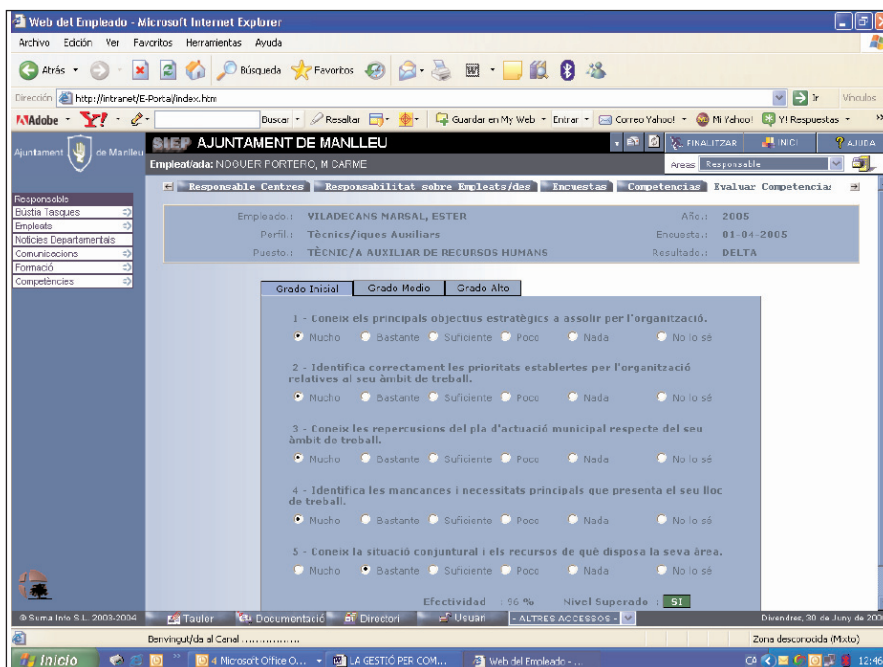 Web del Empleado - Microsoft Internet Explorer
Archivo Edición Ver Favoritos Herramientas Ayuda
Atrás Búsqueda Favoritos
Dirección http://intranet/E-Portal/index.htm Ir Vínculos
Adobe Y! Buscar Resaltar Guardar en My Web Entrar Correo Yahoo! Mi Yahoo! Y! Respuestas »
Ajuntament de Manlleu
SIEP AJUNTAMENT DE MANLLEU FINALITZAR INICI AJUDA
Empleat/ada: NOGUER PORTERO, M CARME Areas Responsable
Responsable Centres Responsabilitat sobre Empleats/des Encuestas Competencias Evaluar Competencias
Responsable
Bústia Tasques
Empleats
Noticies Departamentals
Comunicacions
Formació
Competències
Empleado.: VILADECANS MARSAL, ESTER Año.: 2005
Perfil.: Tècnics/iques Auxiliars Encuesta.: 01-04-2005
Puesto.: TÈCNIC/A AUXILIAR DE RECURSOS HUMANS Resultado.: DELTA
Grado Inicial Grado Medio Grado Alto
1 - Coneix els principals objectius estratègics a assolir per l'organització.
Mucho Bastante Suficiente Poco Nada No lo sé
2 - Identifica correctament les prioritats establertes per l'organització
relatives al seu àmbit de treball.
Mucho Bastante Suficiente Poco Nada No lo sé
3 - Coneix les repercusions del pla d'actuació municipal respecte del seu
àmbit de treball.
Mucho Bastante Suficiente Poco Nada No lo sé
4 - Identifica les mancances i necessitats principals que presenta el seu lloc
de treball.
Mucho Bastante Suficiente Poco Nada No lo sé
5 - Coneix la situació conjuntural i els recursos de què disposa la seva àrea.
Mucho Bastante Suficiente Poco Nada No lo sé
Efectividad : 96 % Nivel Superado : SI
© Suma Info S.L. 2003-2004 Tauler Documentació Directori Usuari - ALTRES ACCESSOS - Divendres, 30 de Juny de 200
Benvingut/da al Canal ................. Zona desconocida (Mixto)
Inicio 4 Microsoft Office O... LA GESTIÓ PER COM... Web del Empleado - ... CA 12:46